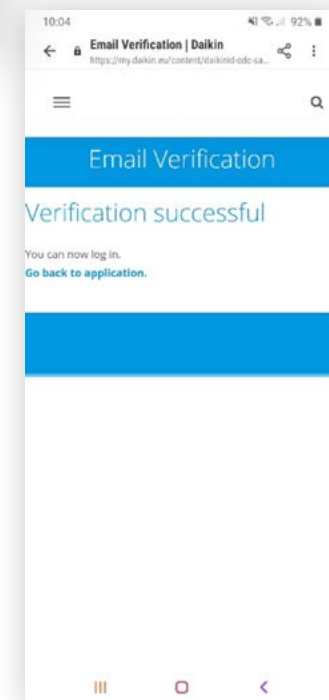 10:04 92%
Email Verification | Daikin
https://my.daikin.eu/content/daikinid-cdc-sa...
Email Verification
Verification successful
You can now log in.
Go back to application.